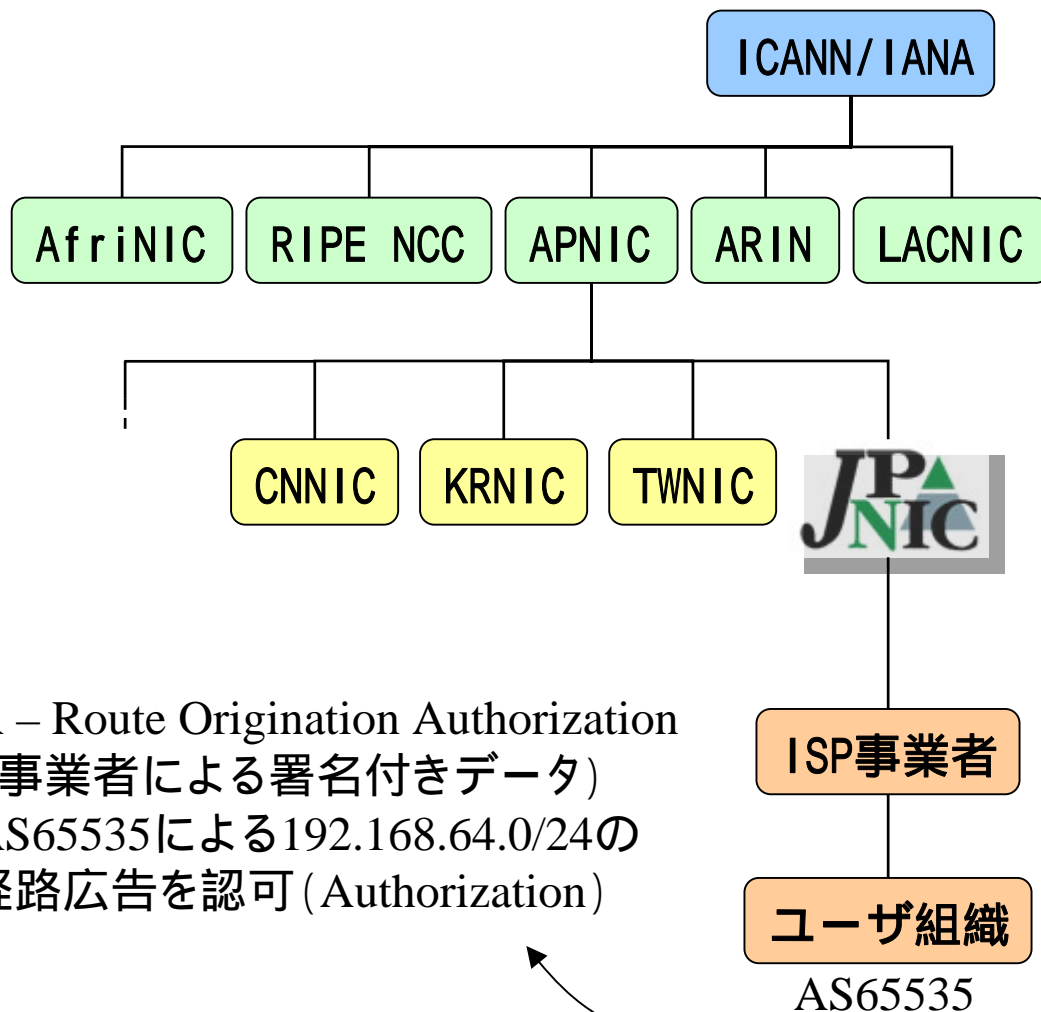 ICANN/IANA
AfriNIC
RIPE NCC
APNIC
ARIN
LACNIC
CNNIC
KRNIC
TWNIC
JPNIC
– Route Origination Authorization
事業者による署名付きデータ)
AS65535による192.168.64.0/24の
経路広告を認可(Authorization)
ISP事業者
ユーザ組織
AS65535